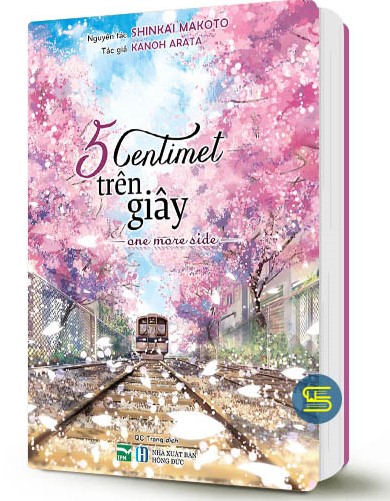 Nguyên tác SHINKAI MAKOTO
Tác giả KANOH ARATA
5 Centimet
trên
giây
one more side
QC Trang dịch
IPM
NHÀ XUẤT BẢN
HỒNG ĐỨC